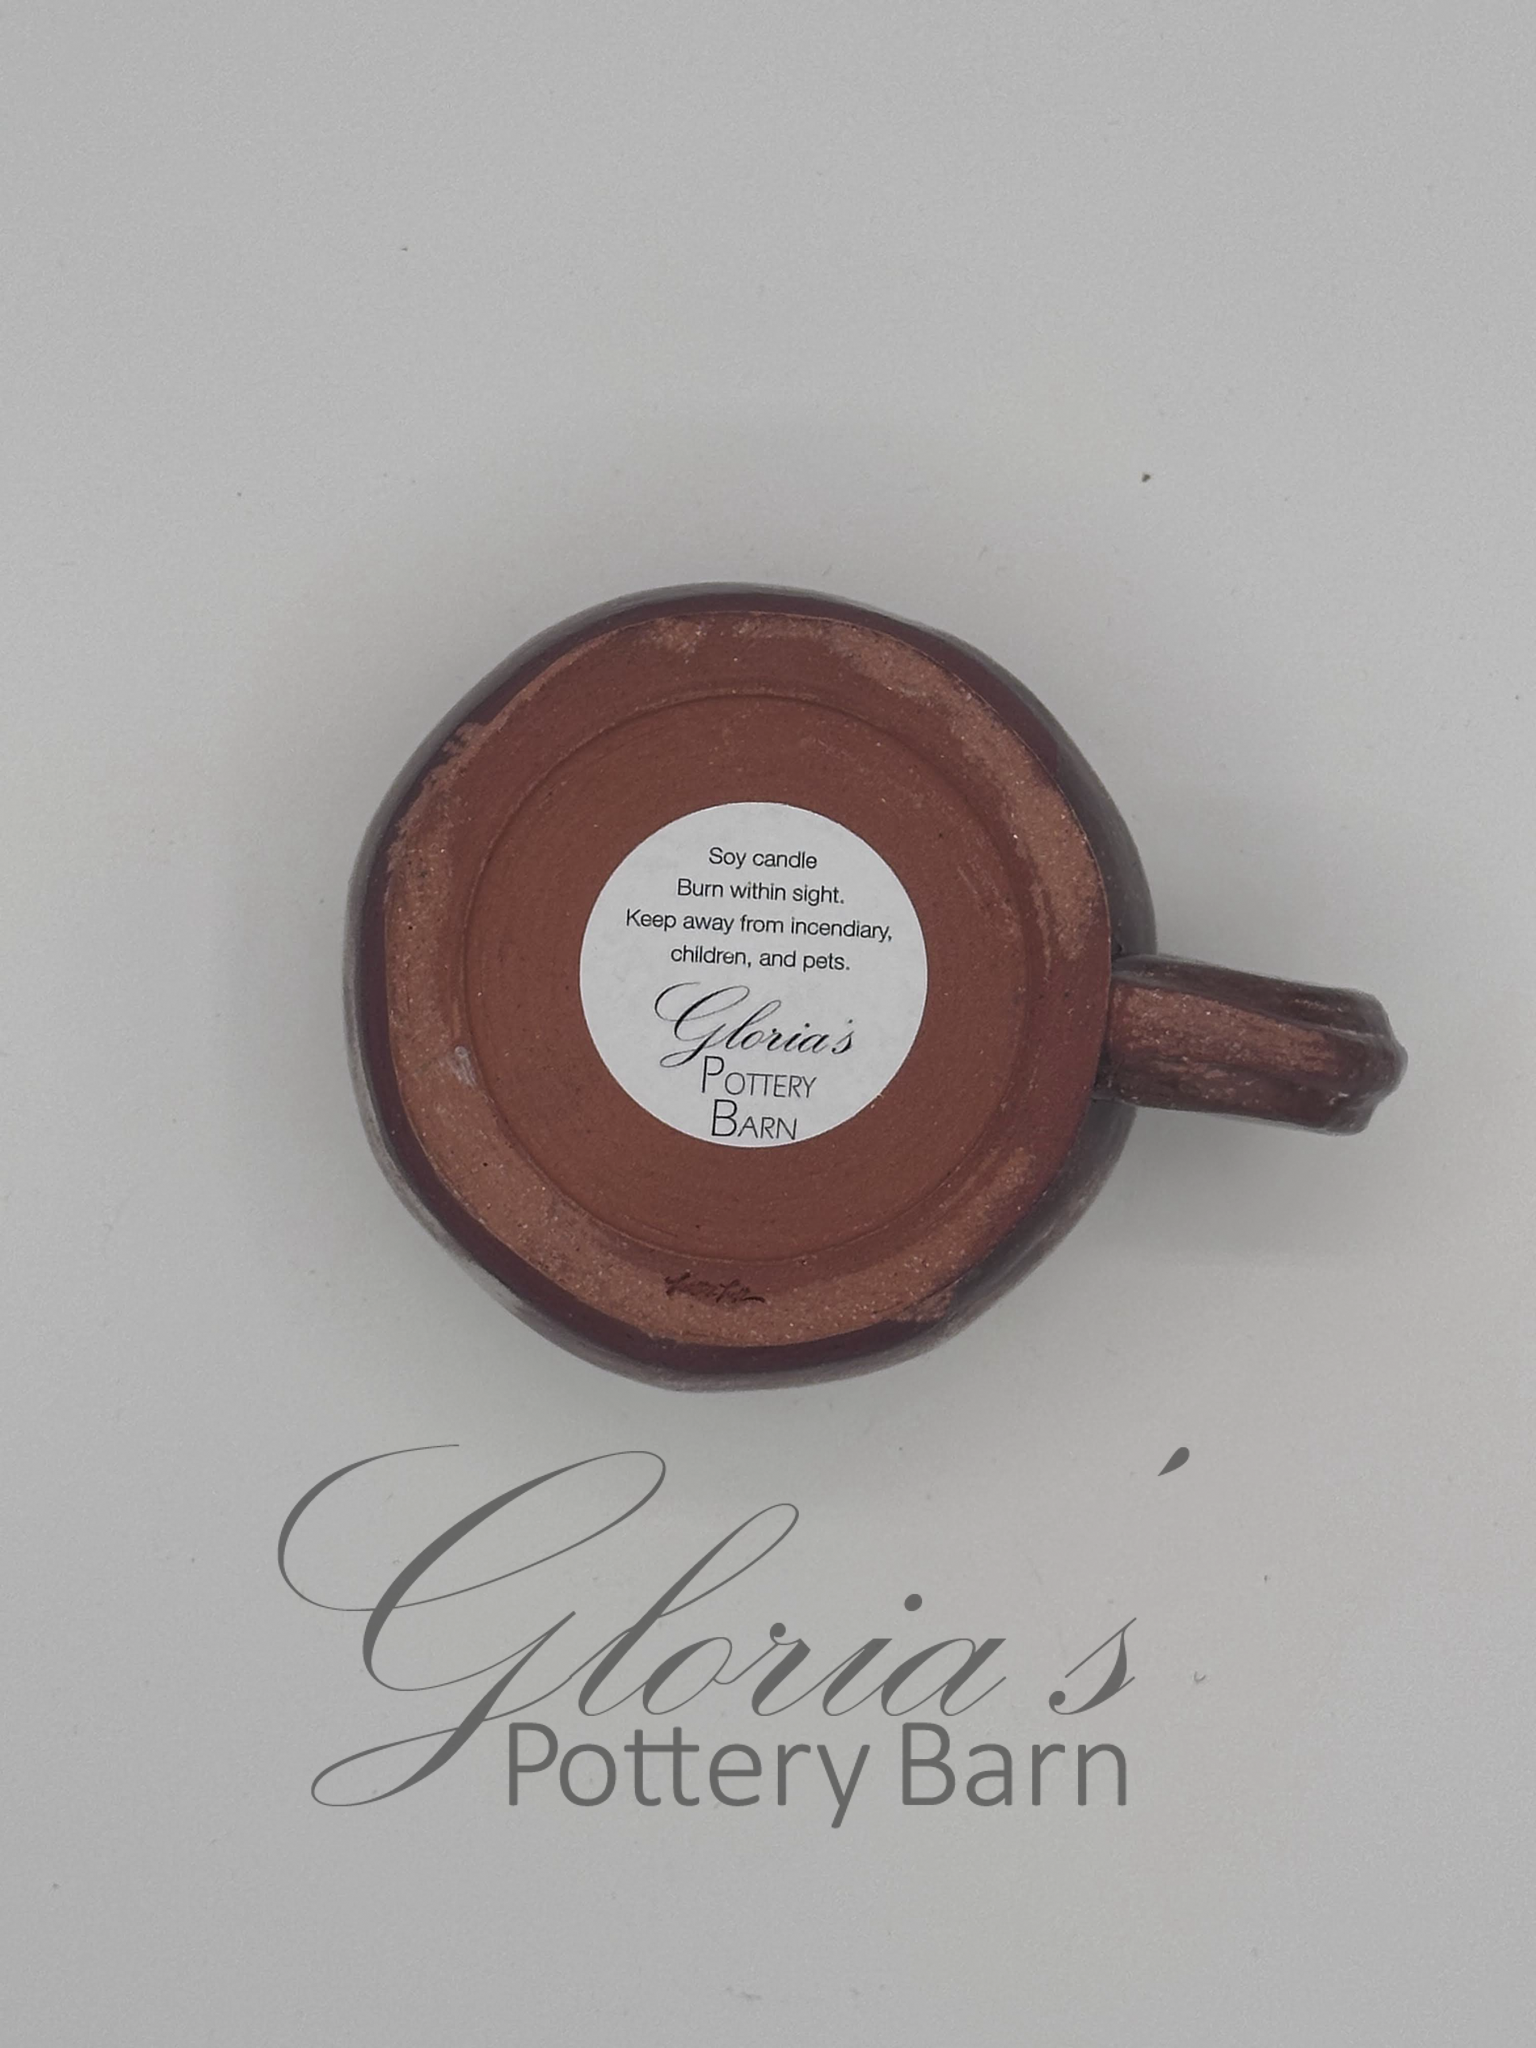 Soy candle
Burn within sight.
Keep away from incendiary,
children, and pets.
Gloria's
POTTERY
BARN
Gloria's
Pottery Barn